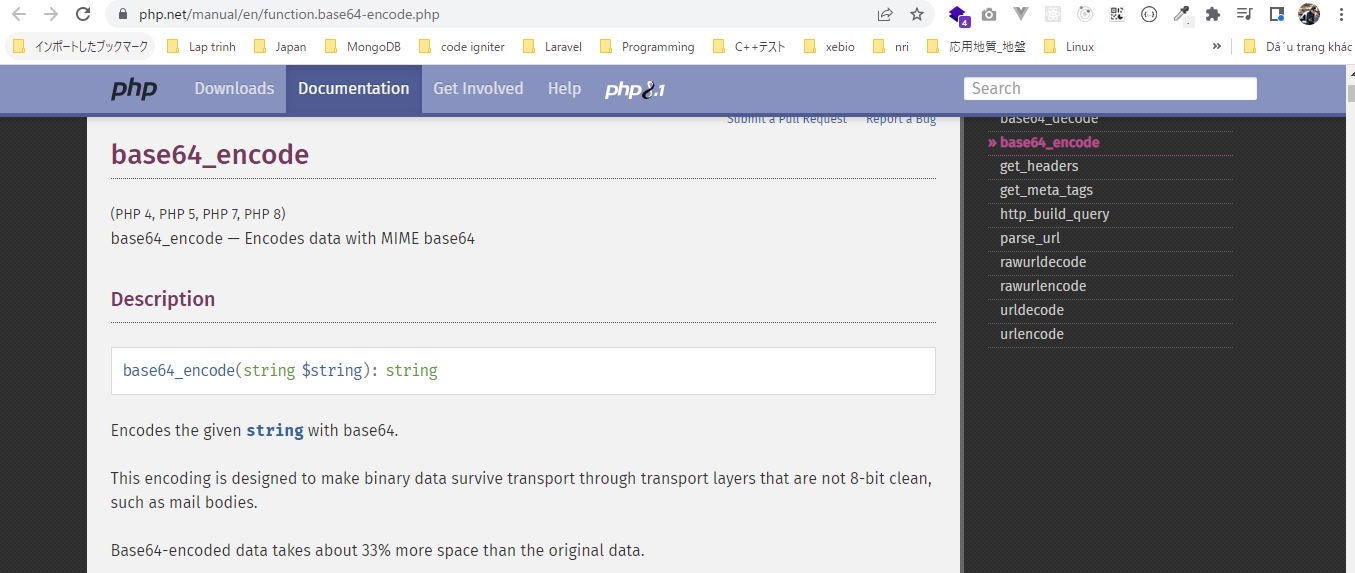 php.net/manual/en/function.base64-encode.php
4
インポートしたブックマーク Lap trinh Japan MongoDB code igniter Laravel Programming C++テスト xebio nri 応用地質_地盤 Linux » Dấu trang khác
php Downloads Documentation Get Involved Help php8.1 Search
Submit a Pull Request Report a Bug
base64_encode
(PHP 4, PHP 5, PHP 7, PHP 8)
base64_encode — Encodes data with MIME base64
Description
base64_encode(string $string): string
Encodes the given string with base64.
This encoding is designed to make binary data survive transport through transport layers that are not 8-bit clean,
such as mail bodies.
Base64-encoded data takes about 33% more space than the original data.
base64_decode
» base64_encode
get_headers
get_meta_tags
http_build_query
parse_url
rawurldecode
rawurlencode
urldecode
urlencode